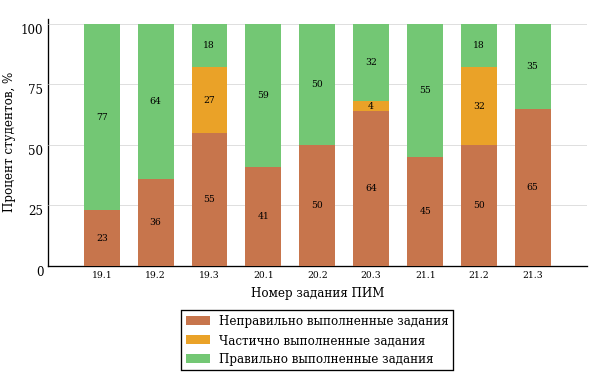 Процент студентов, %
100
75
50
25
0
77 64 18 59 50 32 55 18 35
27 4 32
23 36 55 41 50 64 45 50 65
19.1 19.2 19.3 20.1 20.2 20.3 21.1 21.2 21.3
Номер задания ПИМ
Неправильно выполненные задания
Частично выполненные задания
Правильно выполненные задания